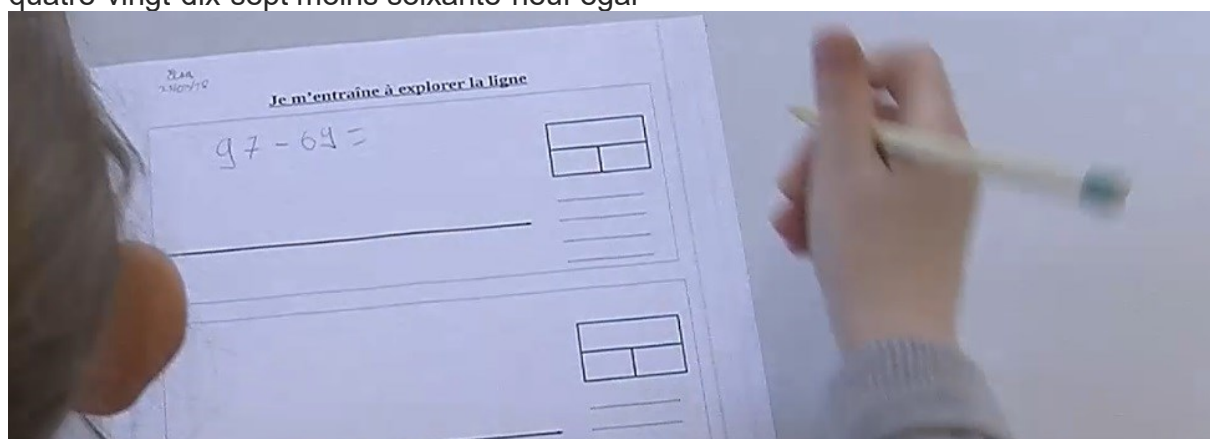 quatre-vingt-dix-sept moins soixante-neuf égal
Je m'entraîne à explorer la ligne
97 - 69 =